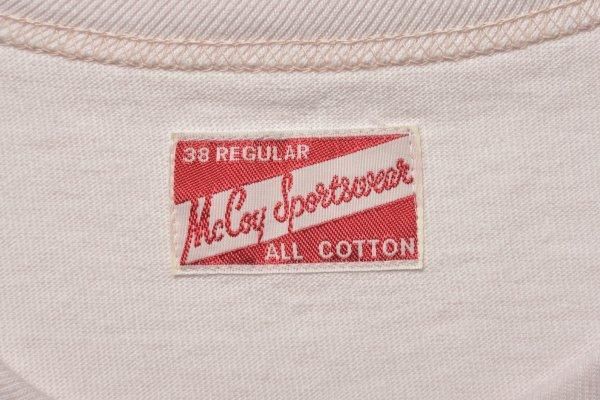 38 REGULAR
McCoy Sportswear
ALL COTTON